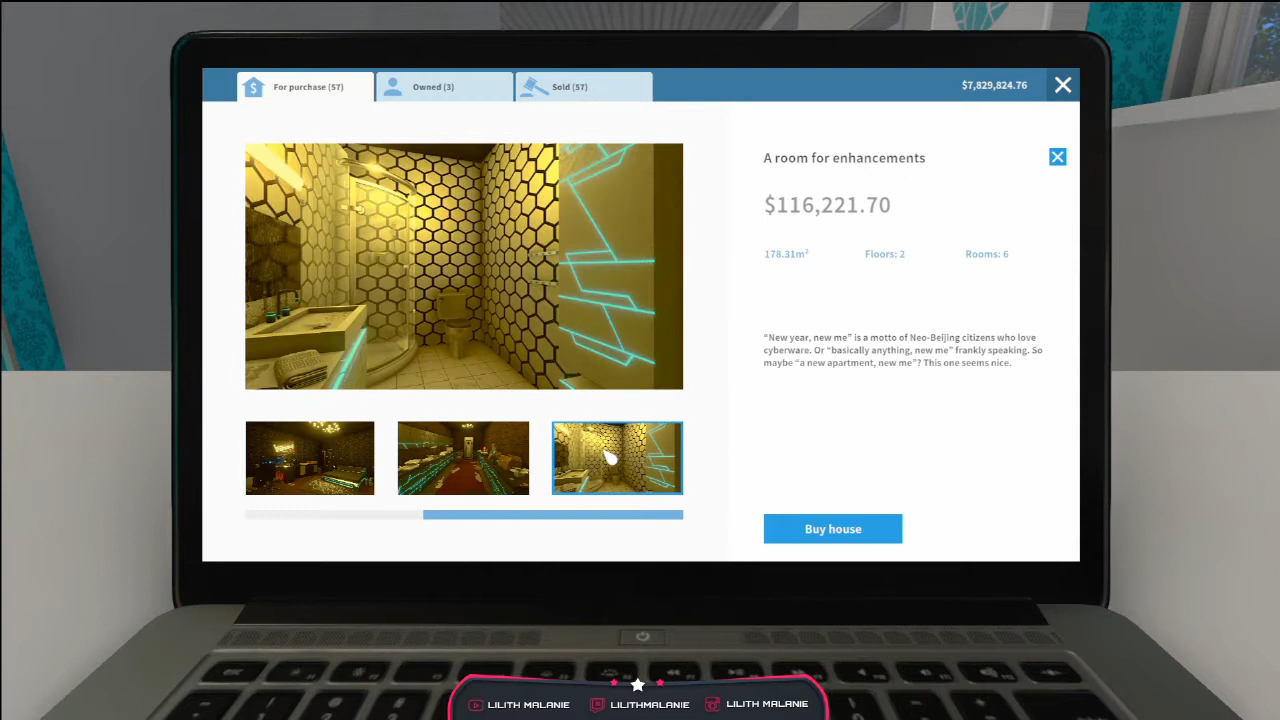 For purchase (57)
Owned (3)
Sold (57)
$7,829,824.76
A room for enhancements
$116,221.70
178.31m²
Floors: 2
Rooms: 6
“New year, new me” is a motto of Neo-Beijing citizens who love
cyberware. Or “basically anything, new me” frankly speaking. So
maybe “a new apartment, new me”? This one seems nice.
Buy house
LILITH MALANIE
LILITHMALANIE
LILITH MALANIE